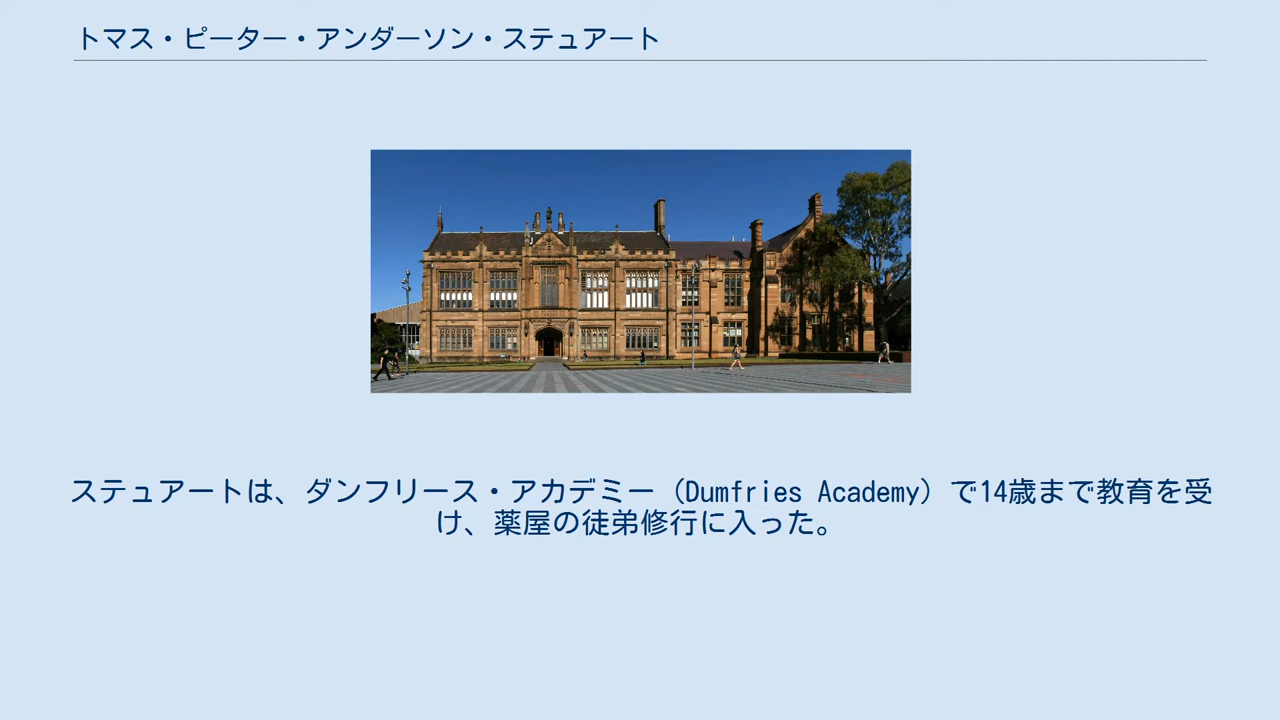 トマス・ピーター・アンダーソン・ステュアート
ステュアートは、ダンフリース・アカデミー（Dumfries Academy）で14歳まで教育を受
け、薬屋の徒弟修行に入った。